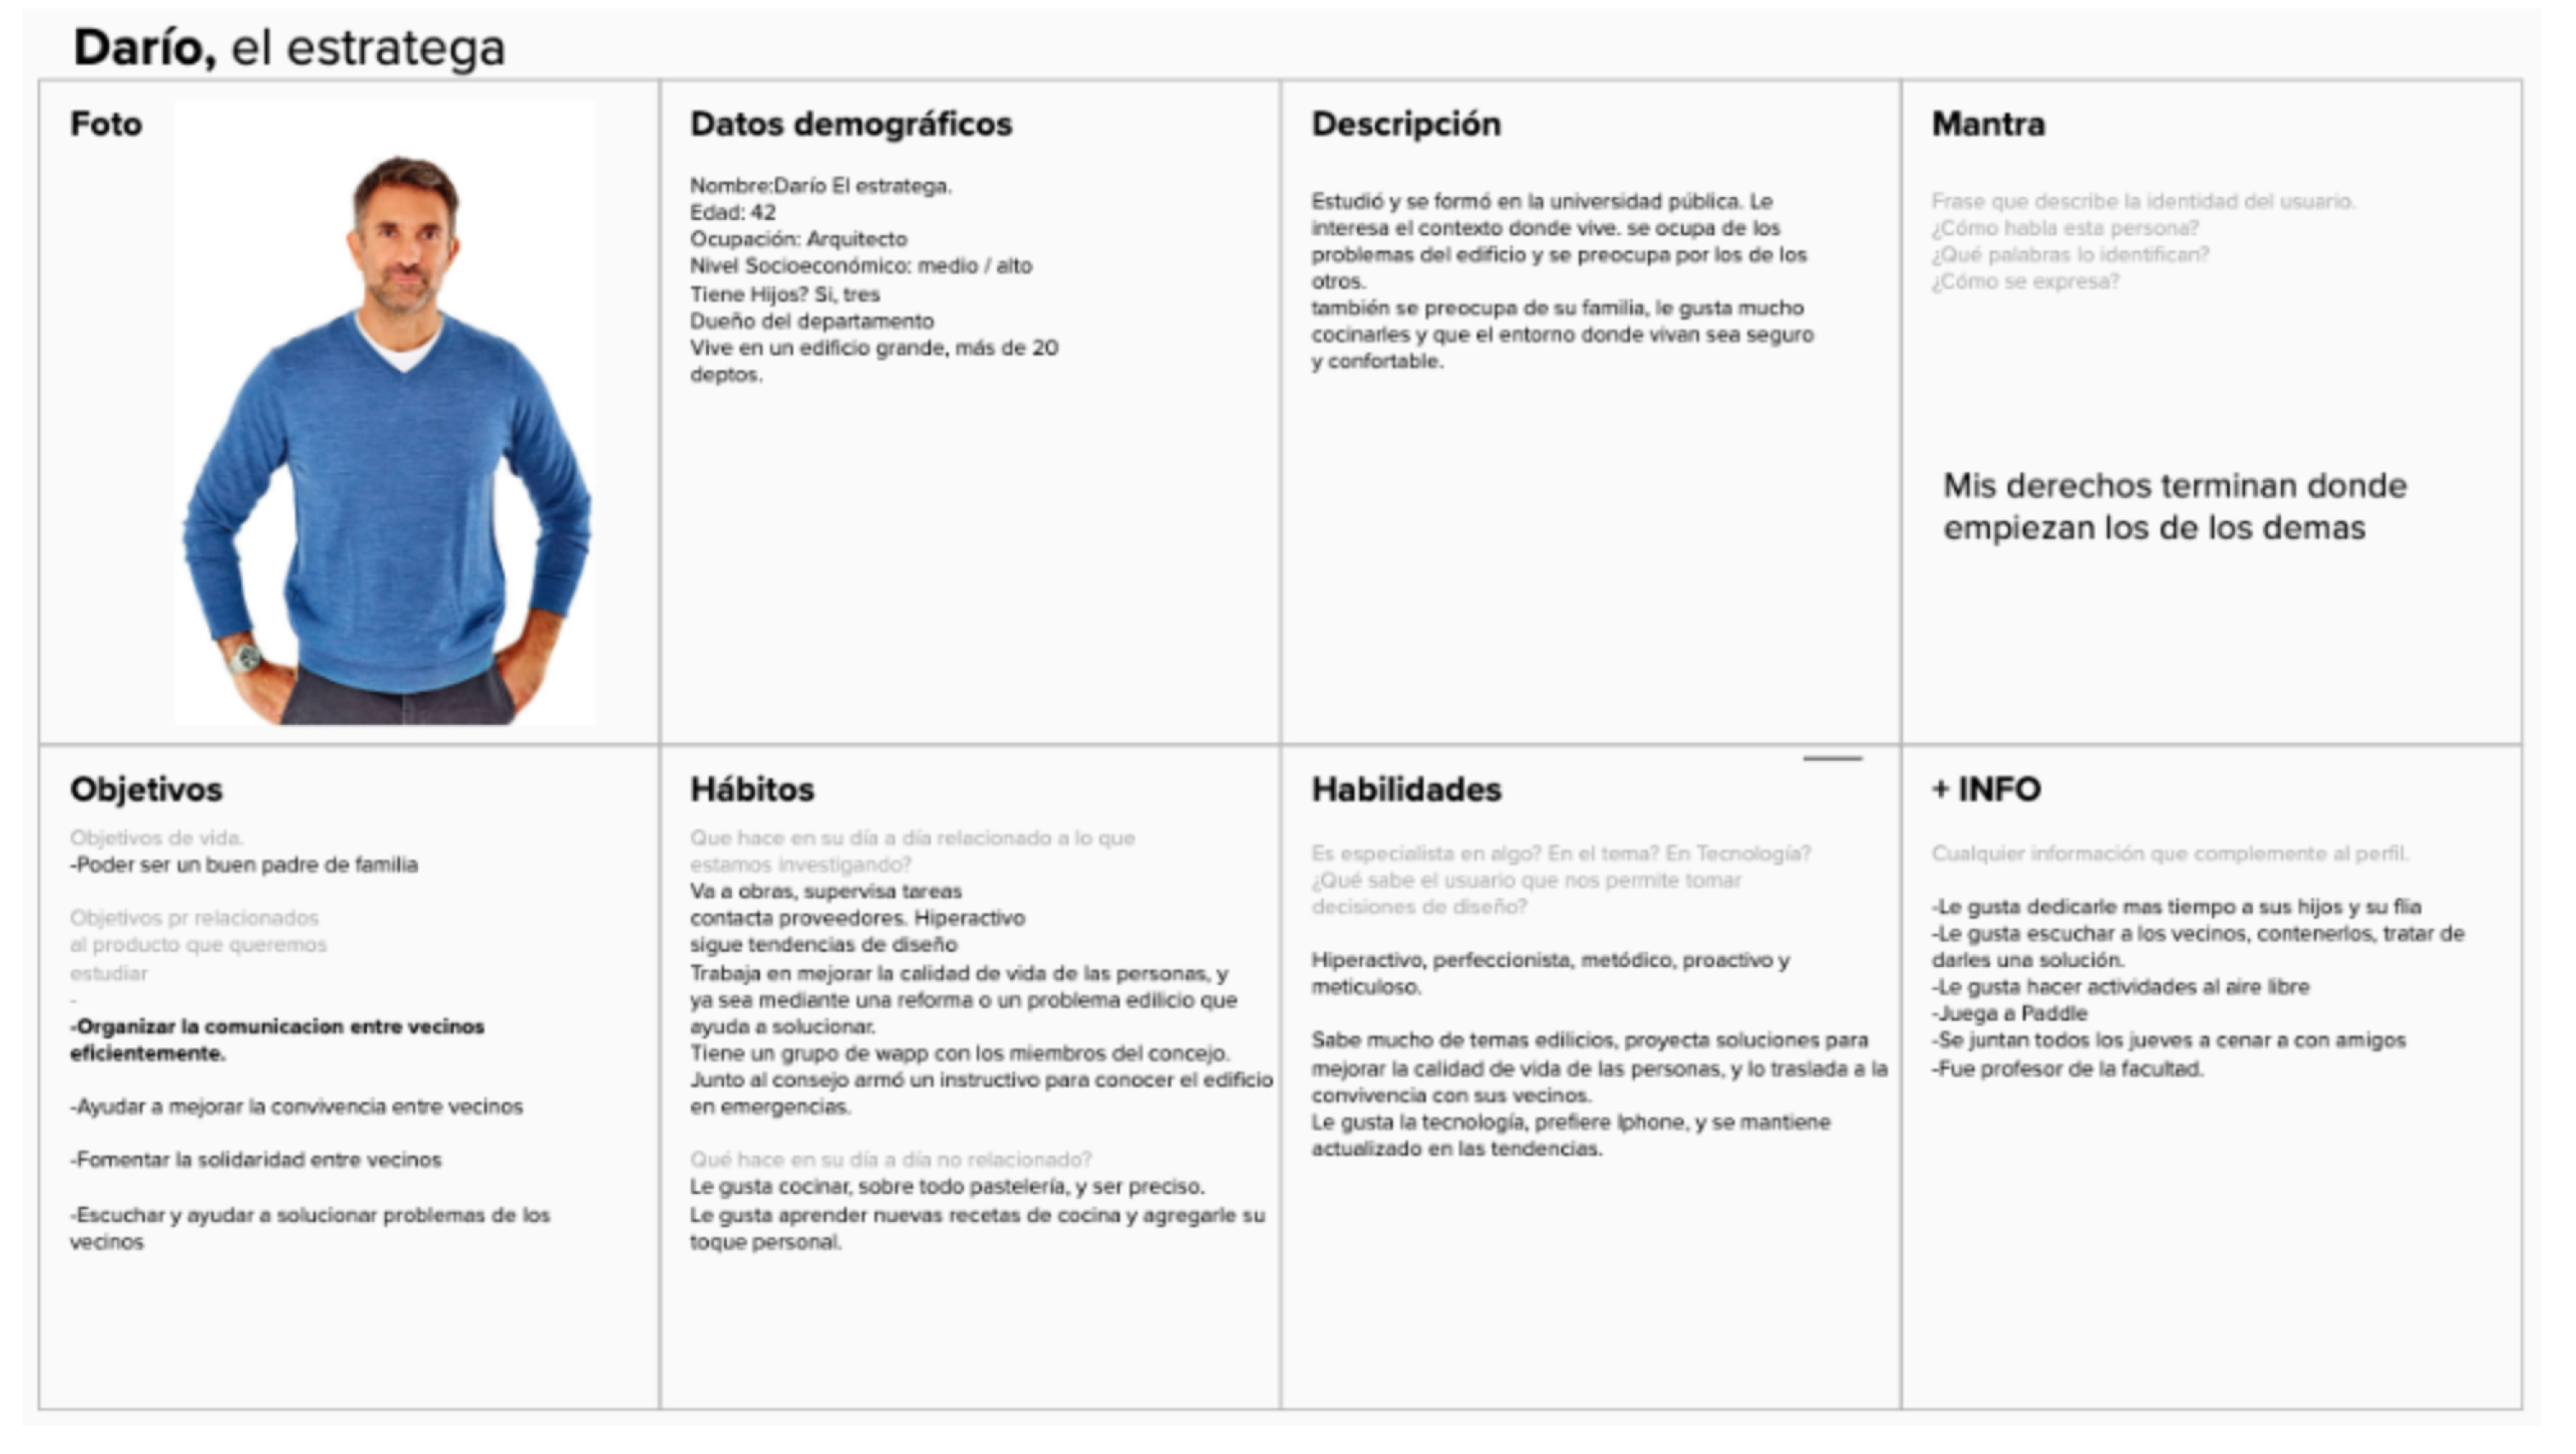 Darío, el estratega
Foto
Datos demográficos
Nombre:Darío El estratega.
Edad: 42
Ocupación: Arquitecto
Nivel Socioeconómico: medio / alto
Tiene Hijos? Si, tres
Dueño del departamento
Vive en un edificio grande, más de 20
deptos.
Descripción
Estudió y se formó en la universidad pública. Le
interesa el contexto donde vive. se ocupa de los
problemas del edificio y se preocupa por los de los
otros.
también se preocupa de su familia, le gusta mucho
cocinarles y que el entorno donde vivan sea seguro
y confortable.
Mantra
Frase que describe la identidad del usuario.
¿Cómo habla esta persona?
¿Qué palabras lo identifican?
¿Cómo se expresa?
Mis derechos terminan donde
empiezan los de los demas
Objetivos
Objetivos de vida.
-Poder ser un buen padre de familia
Objetivos pr relacionados
al producto que queremos
estudiar
-
-Organizar la comunicacion entre vecinos
eficientemente.
-Ayudar a mejorar la convivencia entre vecinos
-Fomentar la solidaridad entre vecinos
-Escuchar y ayudar a solucionar problemas de los
vecinos
Hábitos
Que hace en su día a día relacionado a lo que
estamos investigando?
Va a obras, supervisa tareas
contacta proveedores. Hiperactivo
sigue tendencias de diseño
Trabaja en mejorar la calidad de vida de las personas, y
ya sea mediante una reforma o un problema edilicio que
ayuda a solucionar.
Tiene un grupo de wapp con los miembros del concejo.
Junto al consejo armó un instructivo para conocer el edificio
en emergencias.
Qué hace en su día a día no relacionado?
Le gusta cocinar, sobre todo pastelería, y ser preciso.
Le gusta aprender nuevas recetas de cocina y agregarle su
toque personal.
Habilidades
Es especialista en algo? En el tema? En Tecnología?
¿Qué sabe el usuario que nos permite tomar
decisiones de diseño?
Hiperactivo, perfeccionista, metódico, proactivo y
meticuloso.
Sabe mucho de temas edilicios, proyecta soluciones para
mejorar la calidad de vida de las personas, y lo traslada a la
convivencia con sus vecinos.
Le gusta la tecnología, prefiere Iphone, y se mantiene
actualizado en las tendencias.
+ INFO
Cualquier información que complemente al perfil.
-Le gusta dedicarle mas tiempo a sus hijos y su flia
-Le gusta escuchar a los vecinos, contenerlos, tratar de
darles una solución.
-Le gusta hacer actividades al aire libre
-Juega a Paddle
-Se juntan todos los jueves a cenar a con amigos
-Fue profesor de la facultad.